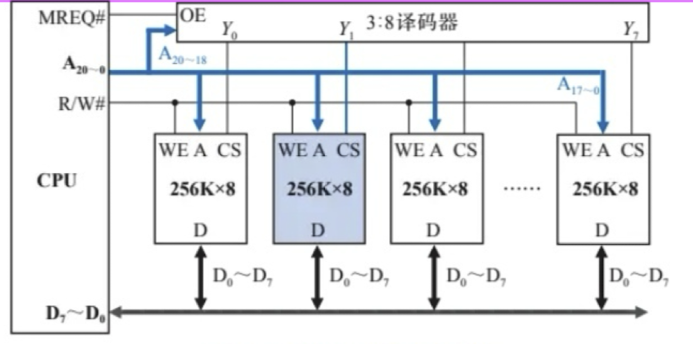 MREQ#
OE
Y₀
Y₁
3:8译码器
Y₇
A₂₀~₁₈
A₂₀~₀
A₁₇~₀
R/W#
WE A CS
WE A CS
WE A CS
WE A CS
CPU
256K×8
256K×8
256K×8
……
256K×8
D
D
D
D
D₀~D₇
D₀~D₇
D₀~D₇
D₀~D₇
D₇~D₀